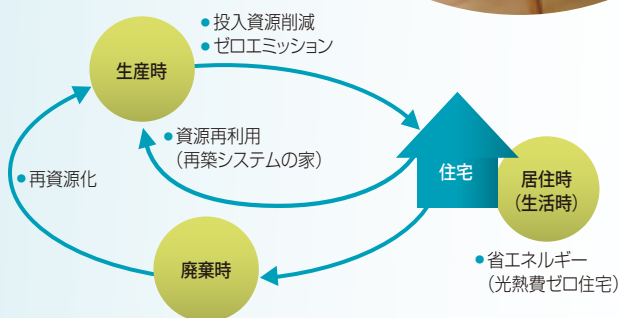 ●投入資源削減
●ゼロエミッション
生産時
●資源再利用
（再築システムの家）
●再資源化
住宅
居住時
（生活時）
廃棄時
●省エネルギー
（光熱費ゼロ住宅）